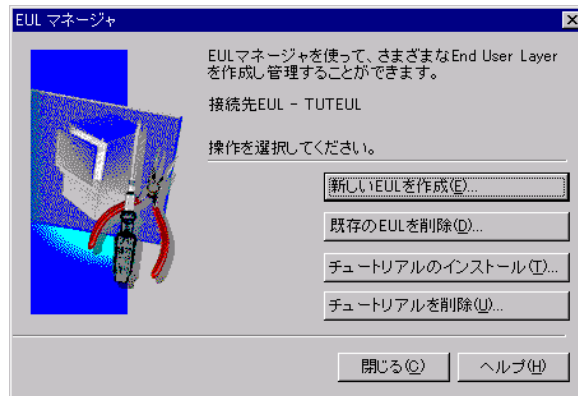 EUL マネージャ
EULマネージャを使って、さまざまなEnd User Layer
を作成し管理することができます。
接続先EUL - TUTEUL
操作を選択してください。
新しいEULを作成(E)...
既存のEULを削除(D)...
チュートリアルのインストール(T)...
チュートリアルを削除(U)...
閉じる(C)
ヘルプ(H)